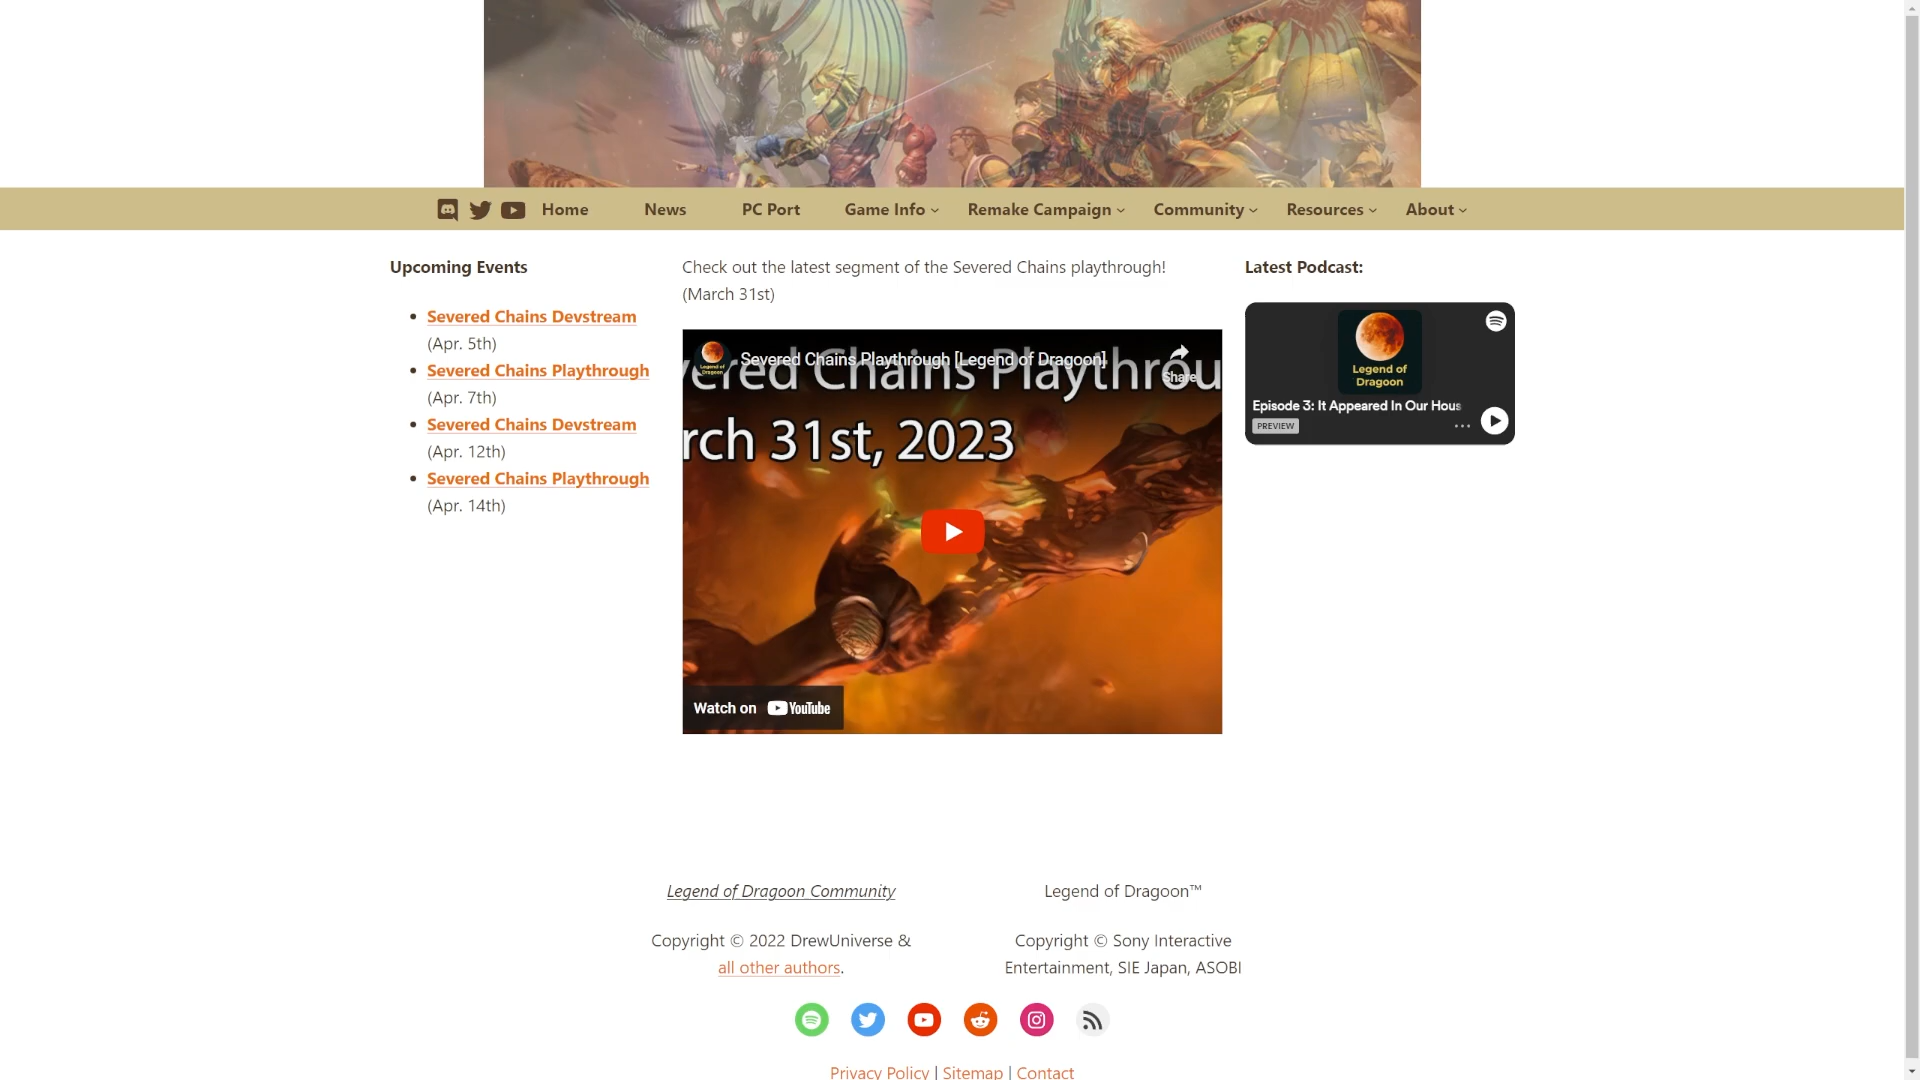 Home
News
PC Port
Game Info
Remake Campaign
Community
Resources
About
Upcoming Events
Severed Chains Devstream
(Apr. 5th)
Severed Chains Playthrough
(Apr. 7th)
Severed Chains Devstream
(Apr. 12th)
Severed Chains Playthrough
(Apr. 14th)
Check out the latest segment of the Severed Chains playthrough!
(March 31st)
Legend of
Dragoon
Severed Chains Playthrough [Legend of Dragoon]
Share
vered Chains Playthrou
rch 31st, 2023
Watch on YouTube
Latest Podcast:
Legend of
Dragoon
Episode 3: It Appeared In Our Hous
PREVIEW
Legend of Dragoon Community
Copyright © 2022 DrewUniverse &
all other authors.
Legend of Dragoon™
Copyright © Sony Interactive
Entertainment, SIE Japan, ASOBI
Privacy Policy | Sitemap | Contact